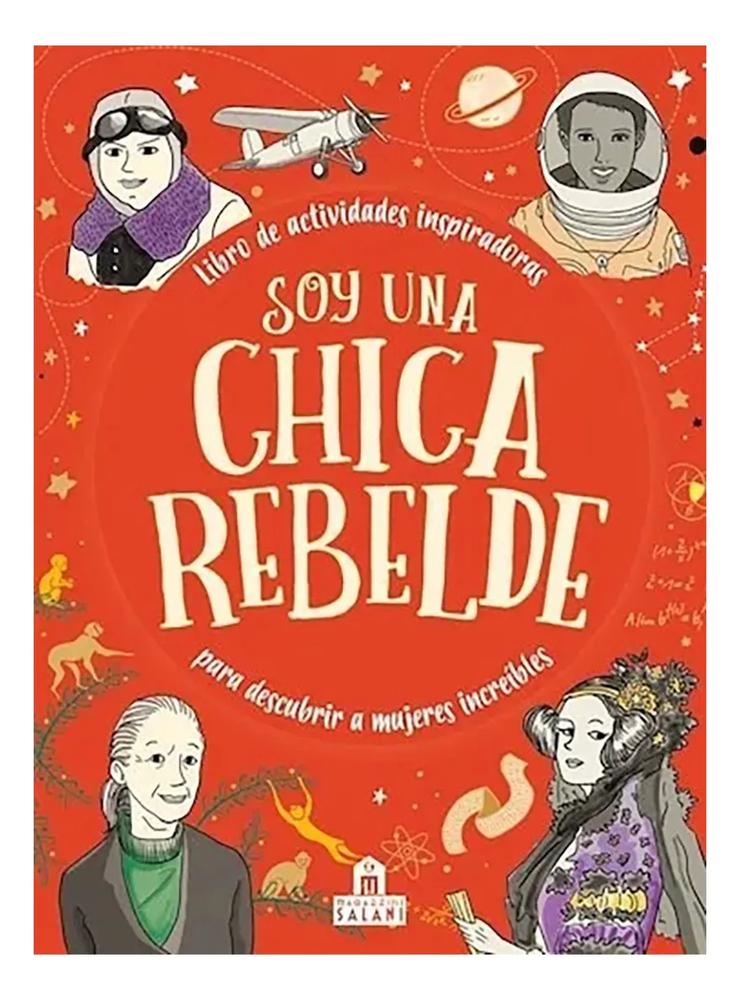 Libro de actividades inspiradoras
SOY UNA
CHICA
REBELDE
para descubrir a mujeres increíbles
MAGAZZINI
SALANI